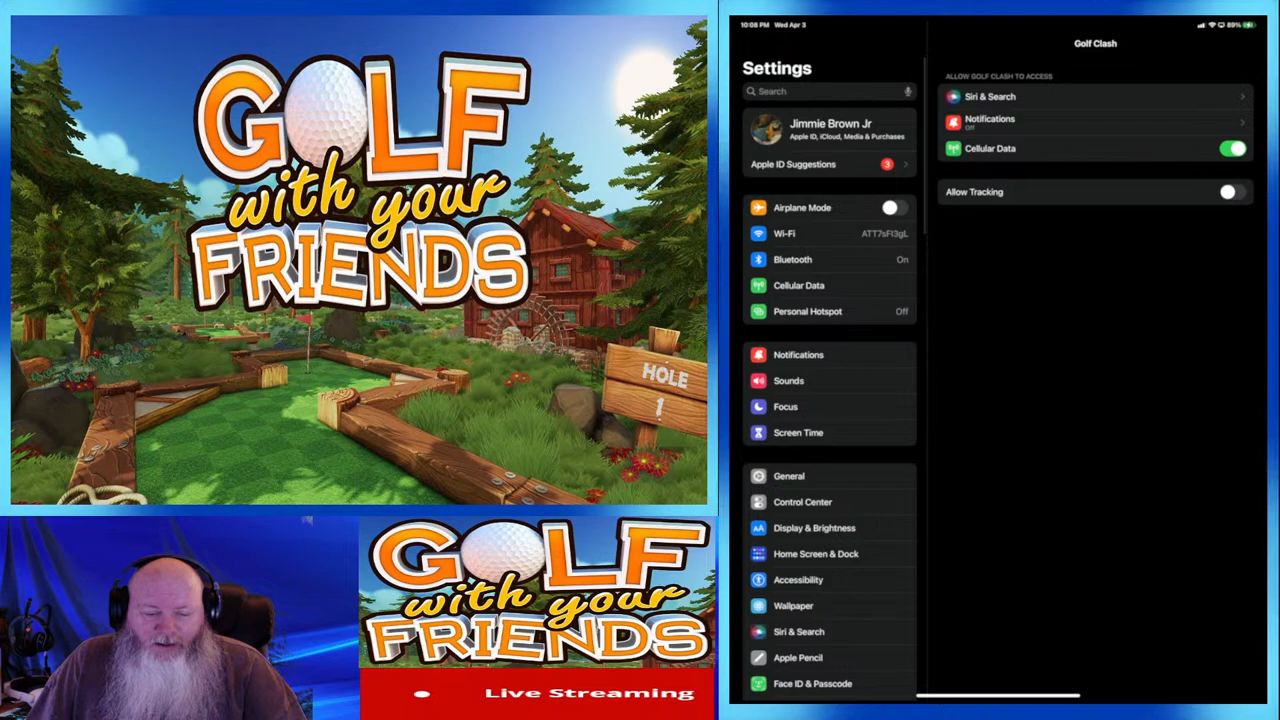 GOLF
with your
FRIENDS
HOLE
1
GOLF
with your
FRIENDS
Live Streaming
10:08 PM Wed Apr 3
89%
Settings
Search
Jimmie Brown Jr
Apple ID, iCloud, Media & Purchases
Apple ID Suggestions 3
Airplane Mode
Wi-Fi ATT7sFI3gL
Bluetooth On
Cellular Data
Personal Hotspot Off
Notifications
Sounds
Focus
Screen Time
General
Control Center
AA Display & Brightness
Home Screen & Dock
Accessibility
Wallpaper
Siri & Search
Apple Pencil
Face ID & Passcode
Golf Clash
ALLOW GOLF CLASH TO ACCESS
Siri & Search
Notifications
Off
Cellular Data
Allow Tracking